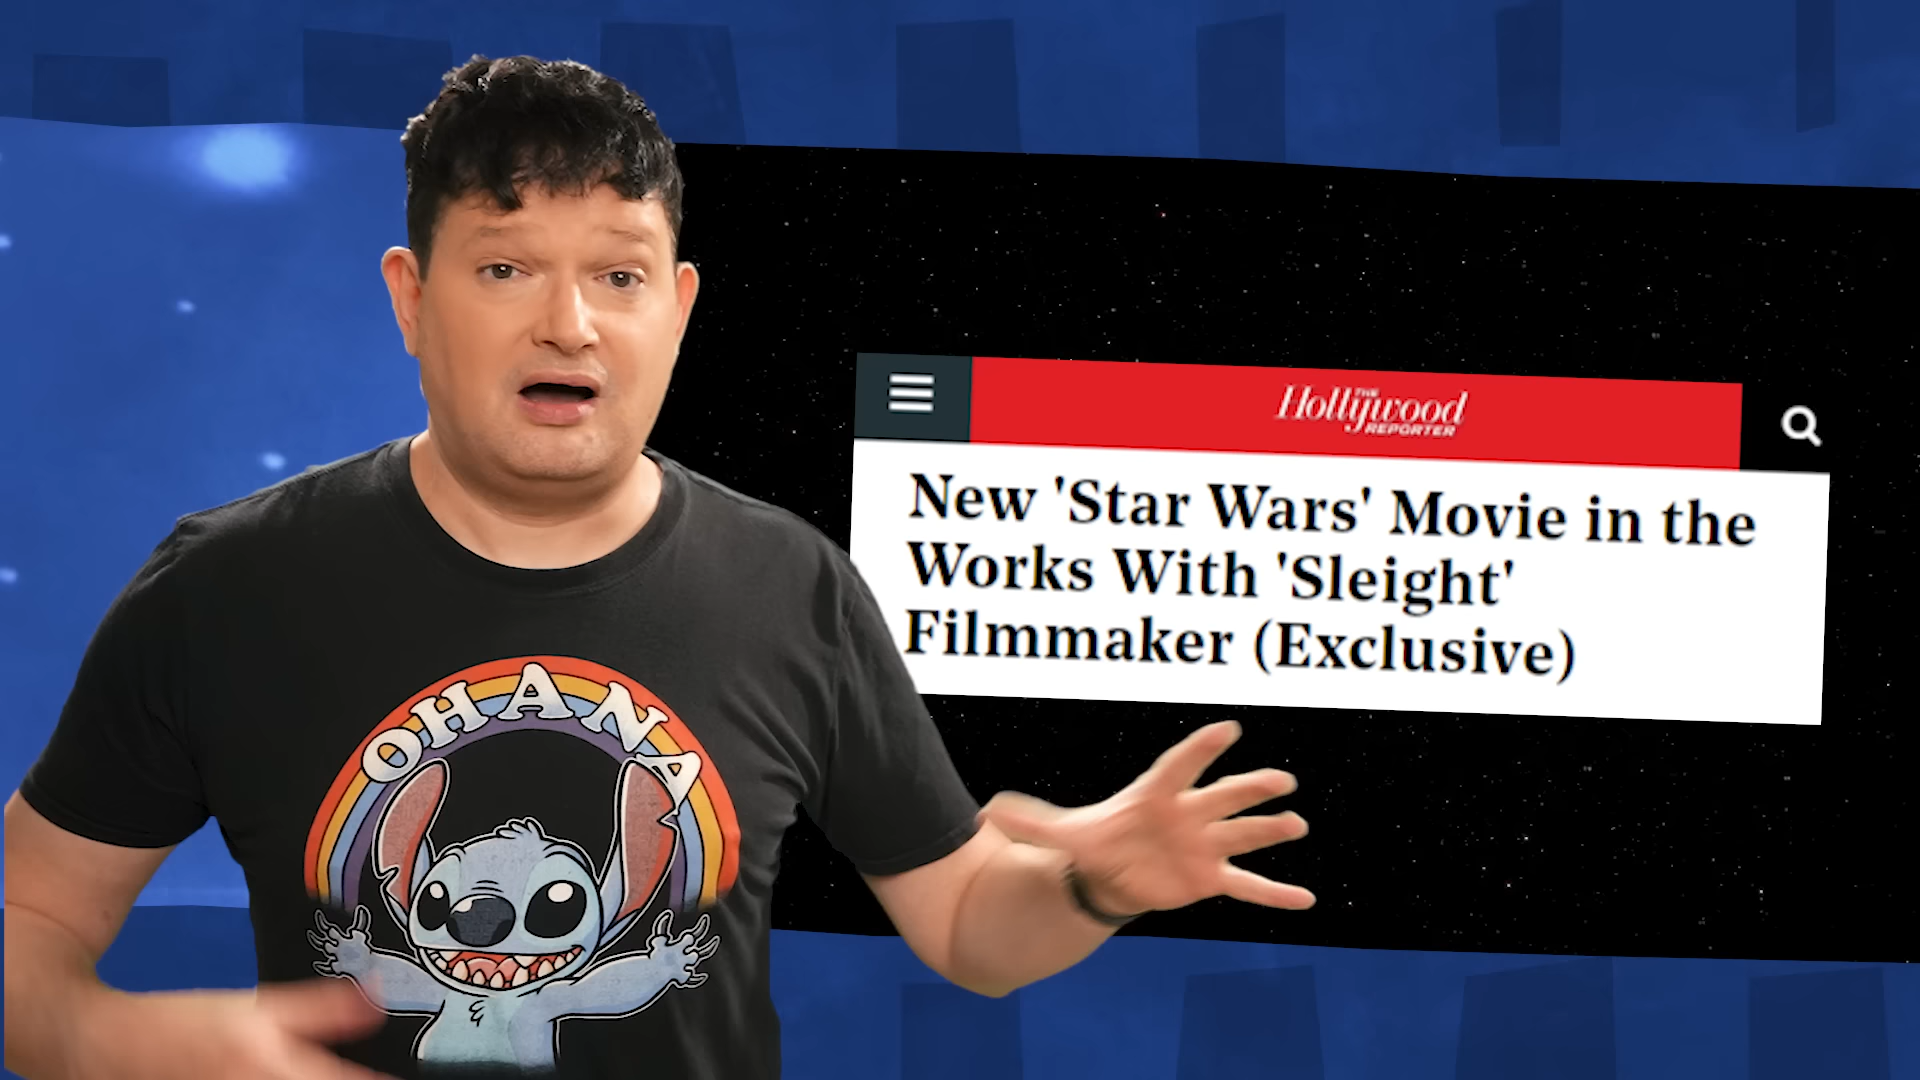 OHANA
THE
Hollywood
REPORTER
New 'Star Wars' Movie in the
Works With 'Sleight'
Filmmaker (Exclusive)